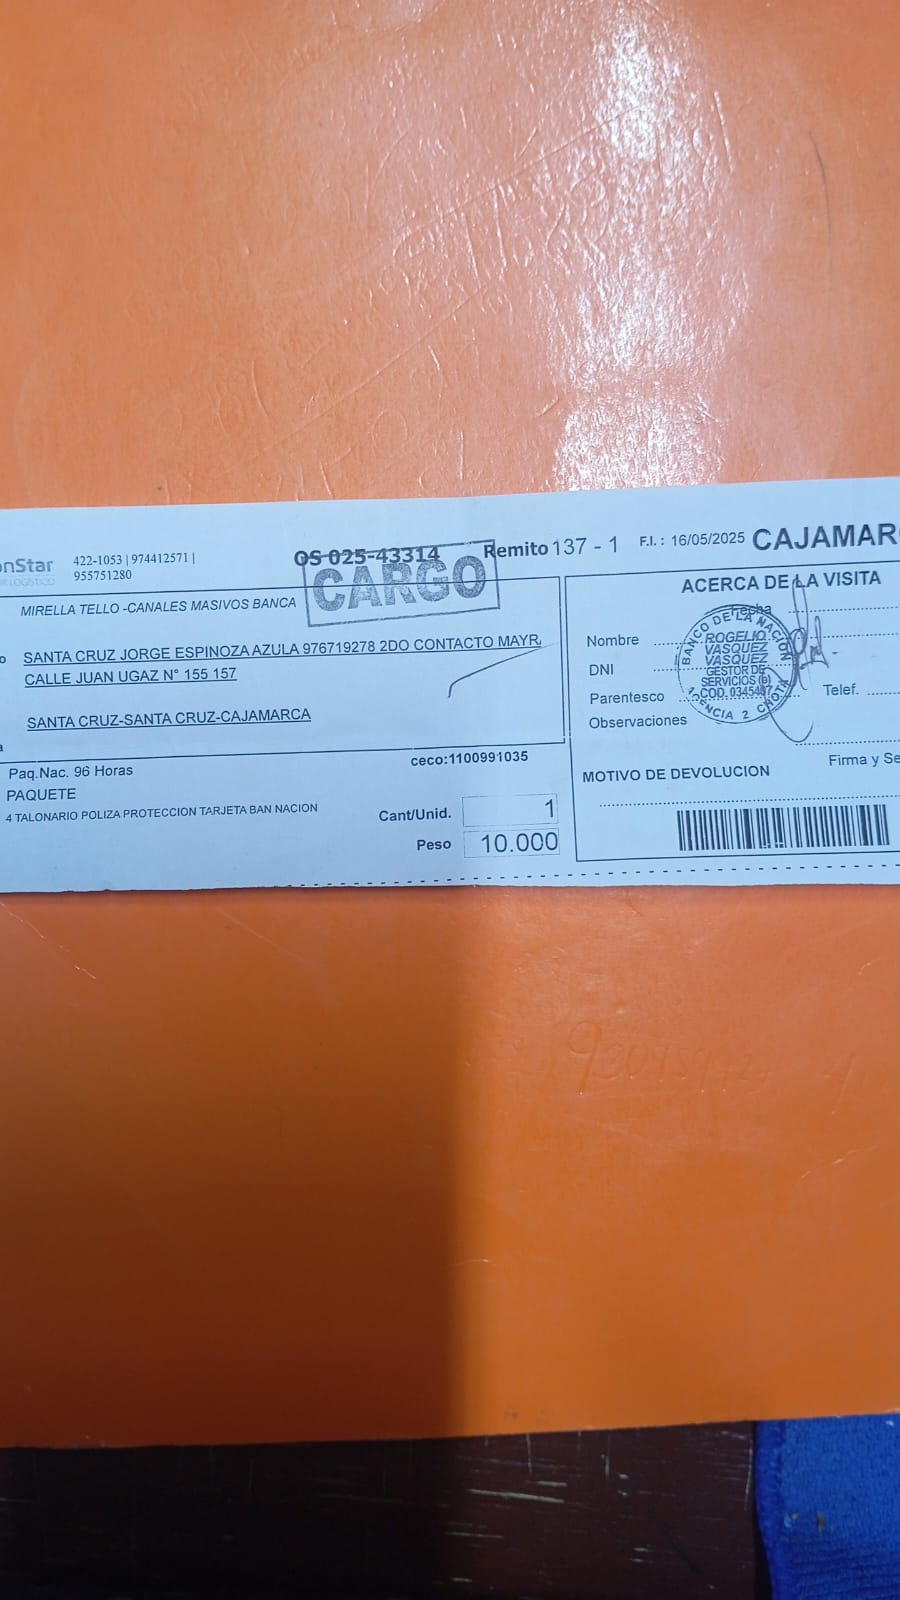 nStar
422-1053 | 974412571 |
955751280
OS 025-43314 Remito 137 - 1 F.I. : 16/05/2025 CAJAMAR
CARGO
MIRELLA TELLO -CANALES MASIVOS BANCA
SANTA CRUZ JORGE ESPINOZA AZULA 976719278 2DO CONTACTO MAYR
CALLE JUAN UGAZ N° 155 157
SANTA CRUZ-SANTA CRUZ-CAJAMARCA
Paq.Nac. 96 Horas
ceco:1100991035
PAQUETE
4 TALONARIO POLIZA PROTECCION TARJETA BAN NACION
Cant/Unid. 1
Peso 10.000
ACERCA DE LA VISITA
Fecha
Nombre
DNI
Parentesco
Telef.
Observaciones
BANCO DE LA NACIÓN
ROGELIO
VASQUEZ
VASQUEZ
GESTOR DE
SERVICIOS
COD. 0345487
AGENCIA 2 CHOTA
Firma y Se
MOTIVO DE DEVOLUCION